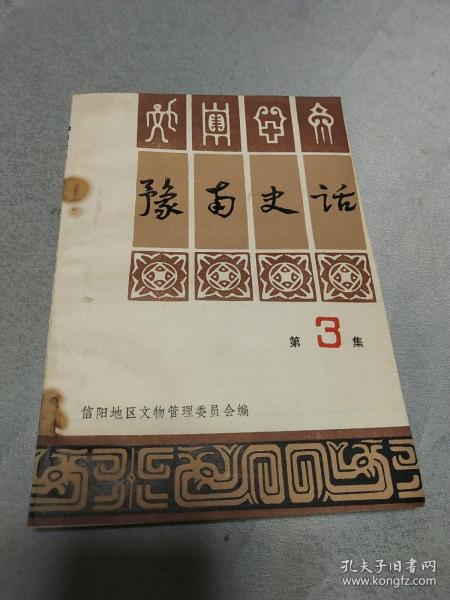 豫南史话
第3集
信阳地区文物管理委员会编
孔夫子旧书网
www.kongfz.com